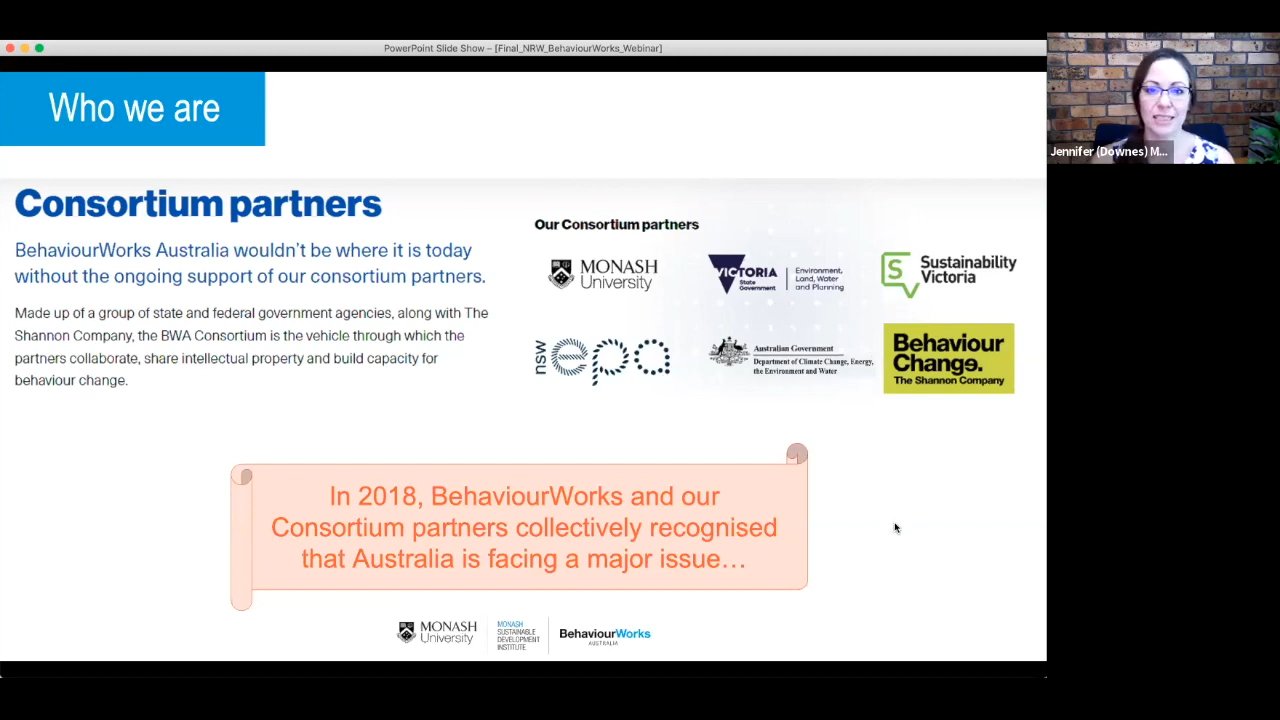 PowerPoint Slide Show – [Final_NRW_BehaviourWorks_Webinar]
Who we are
Jennifer (Downes) M...
Consortium partners
BehaviourWorks Australia wouldn't be where it is today
without the ongoing support of our consortium partners.
Made up of a group of state and federal government agencies, along with The
Shannon Company, the BWA Consortium is the vehicle through which the
partners collaborate, share intellectual property and build capacity for
behaviour change.
Our Consortium partners
MONASH
University
VICTORIA
State
Government
Environment,
Land, Water
and Planning
Sustainability
Victoria
nsw
epa
Australian Government
Department of Climate Change, Energy,
the Environment and Water
Behaviour
Change.
The Shannon Company
In 2018, BehaviourWorks and our
Consortium partners collectively recognised
that Australia is facing a major issue…
MONASH
University
MONASH
SUSTAINABLE
DEVELOPMENT
INSTITUTE
BehaviourWorks
AUSTRALIA